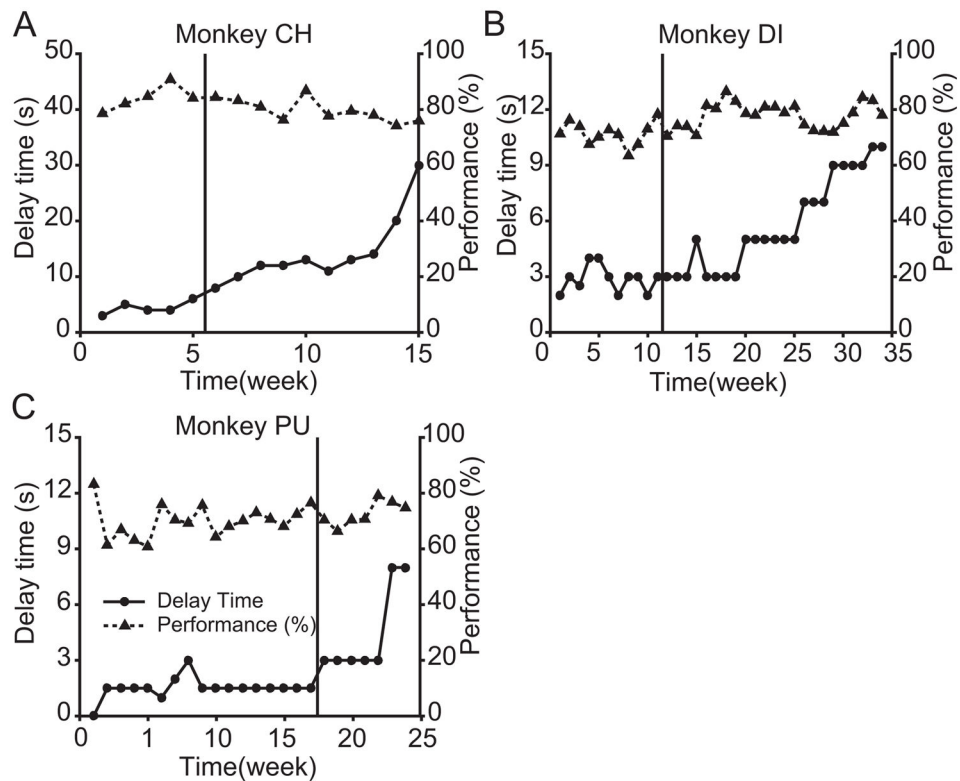 A
Monkey CH
50
40
30
20
10
0
Delay time (s)
100
80
60
40
20
0
Performance (%)
0 5 10 15
Time(week)
B
Monkey DI
15
12
9
6
3
0
Delay time (s)
100
80
60
40
20
0
Performance (%)
0 5 10 15 20 25 30 35
Time(week)
C
Monkey PU
15
12
9
6
3
0
Delay time (s)
Delay Time
Performance (%)
100
80
60
40
20
0
Performance (%)
0 1 10 15 20 25
Time(week)